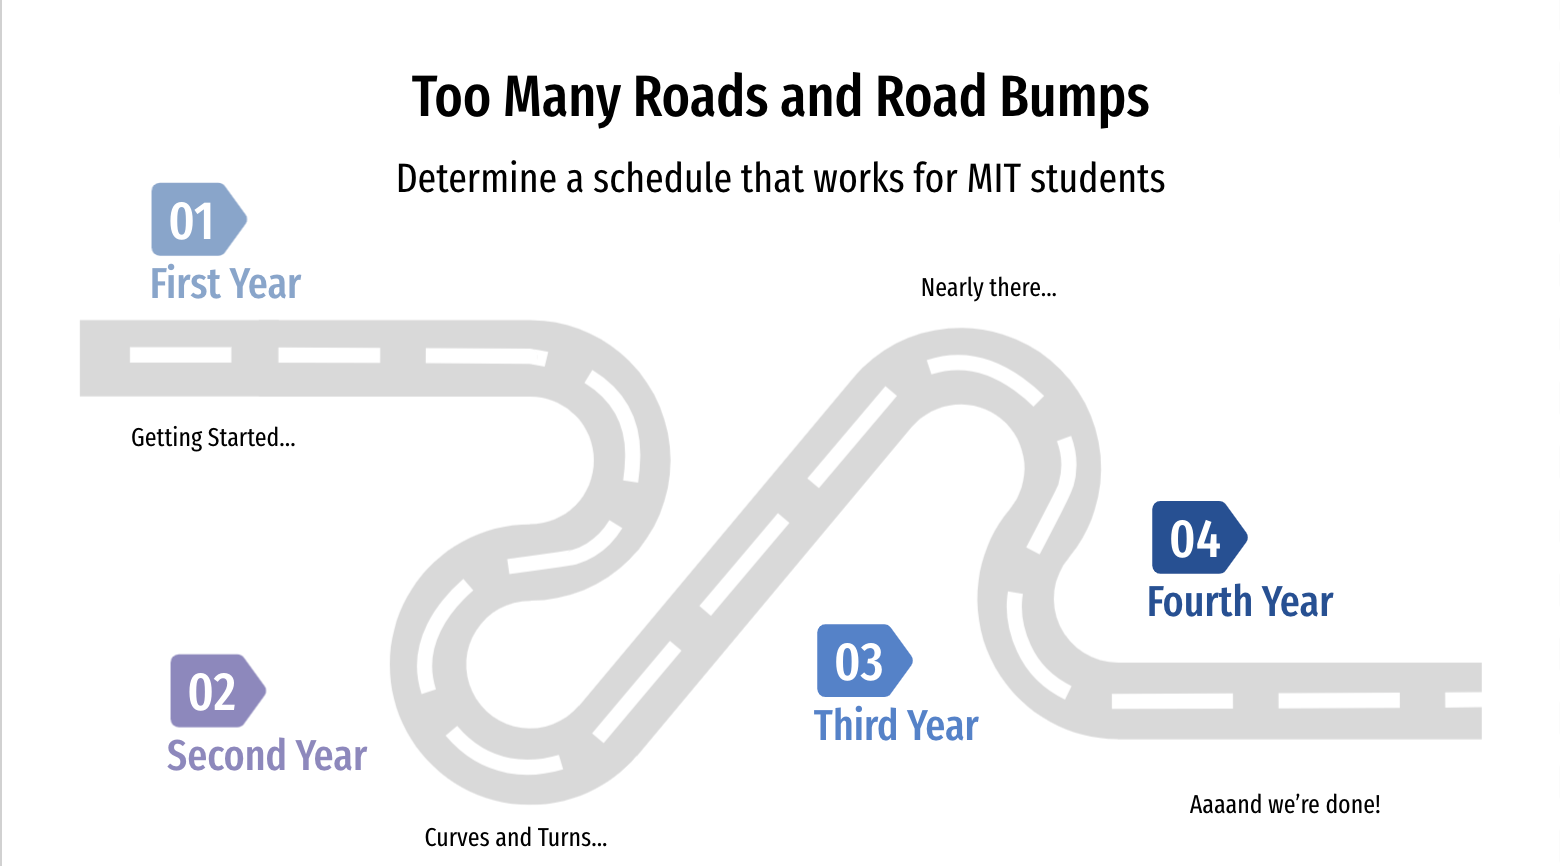 Too Many Roads and Road Bumps
Determine a schedule that works for MIT students
01
First Year
Getting Started...
02
Second Year
Curves and Turns...
Nearly there...
03
Third Year
04
Fourth Year
Aaaand we’re done!